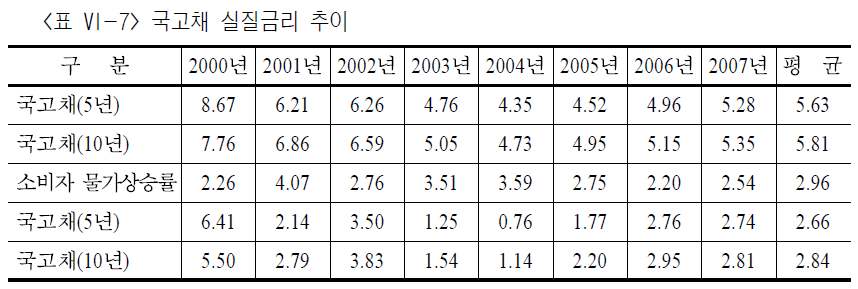 <표 Ⅵ-7> 국고채 실질금리 추이
구 분 2000년 2001년 2002년 2003년 2004년 2005년 2006년 2007년 평 균
국고채(5년) 8.67 6.21 6.26 4.76 4.35 4.52 4.96 5.28 5.63
국고채(10년) 7.76 6.86 6.59 5.05 4.73 4.95 5.15 5.35 5.81
소비자 물가상승률 2.26 4.07 2.76 3.51 3.59 2.75 2.20 2.54 2.96
국고채(5년) 6.41 2.14 3.50 1.25 0.76 1.77 2.76 2.74 2.66
국고채(10년) 5.50 2.79 3.83 1.54 1.14 2.20 2.95 2.81 2.84